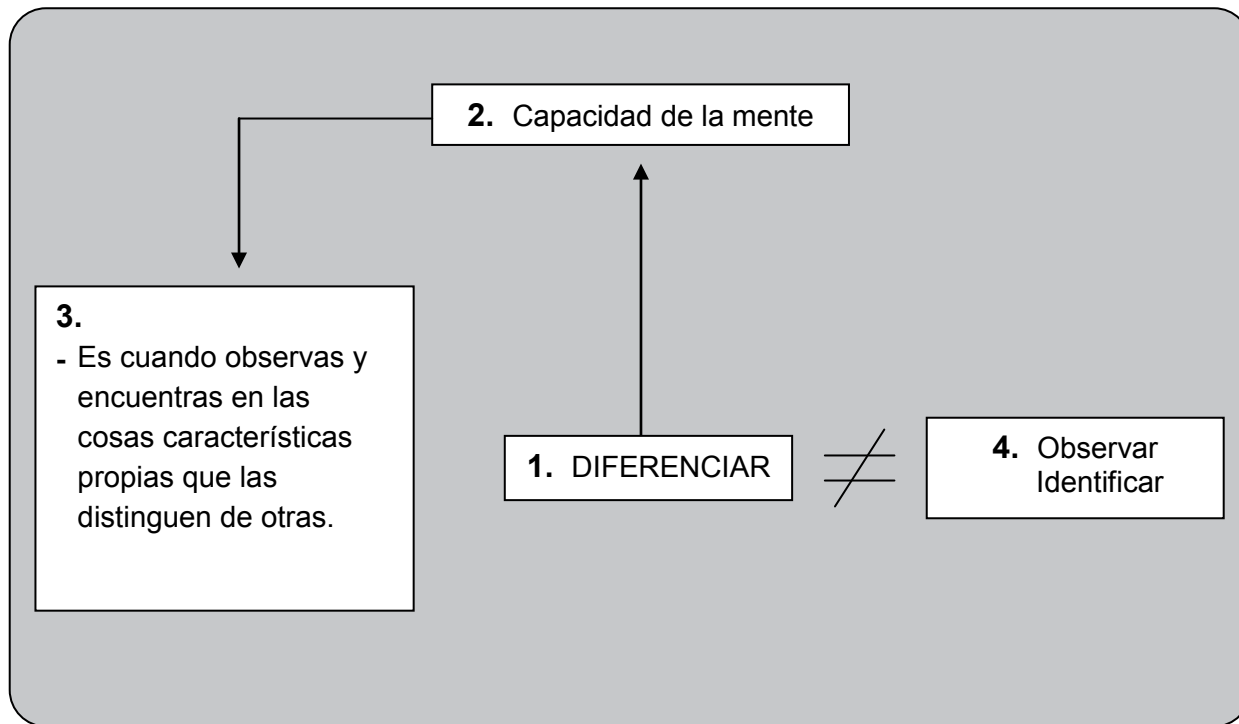 2. Capacidad de la mente
3.
- Es cuando observas y
encuentras en las
cosas características
propias que las
distinguen de otras.
1. DIFERENCIAR
4. Observar
Identificar